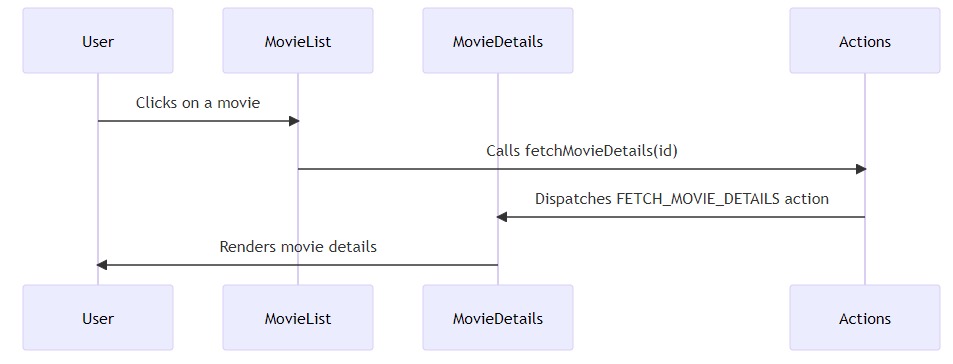 User
MovieList
MovieDetails
Actions
Clicks on a movie
Calls fetchMovieDetails(id)
Dispatches FETCH_MOVIE_DETAILS action
Renders movie details
User
MovieList
MovieDetails
Actions